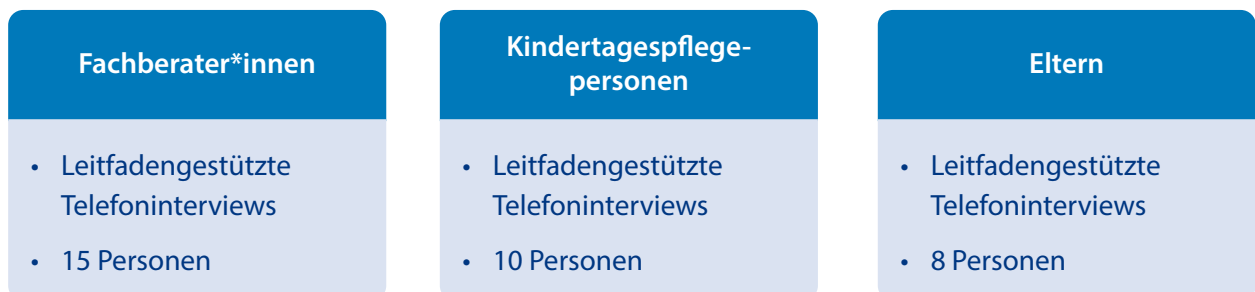 Fachberater*innen
• Leitfadengestützte
Telefoninterviews
• 15 Personen
Kindertagespflege-
personen
• Leitfadengestützte
Telefoninterviews
• 10 Personen
Eltern
• Leitfadengestützte
Telefoninterviews
• 8 Personen